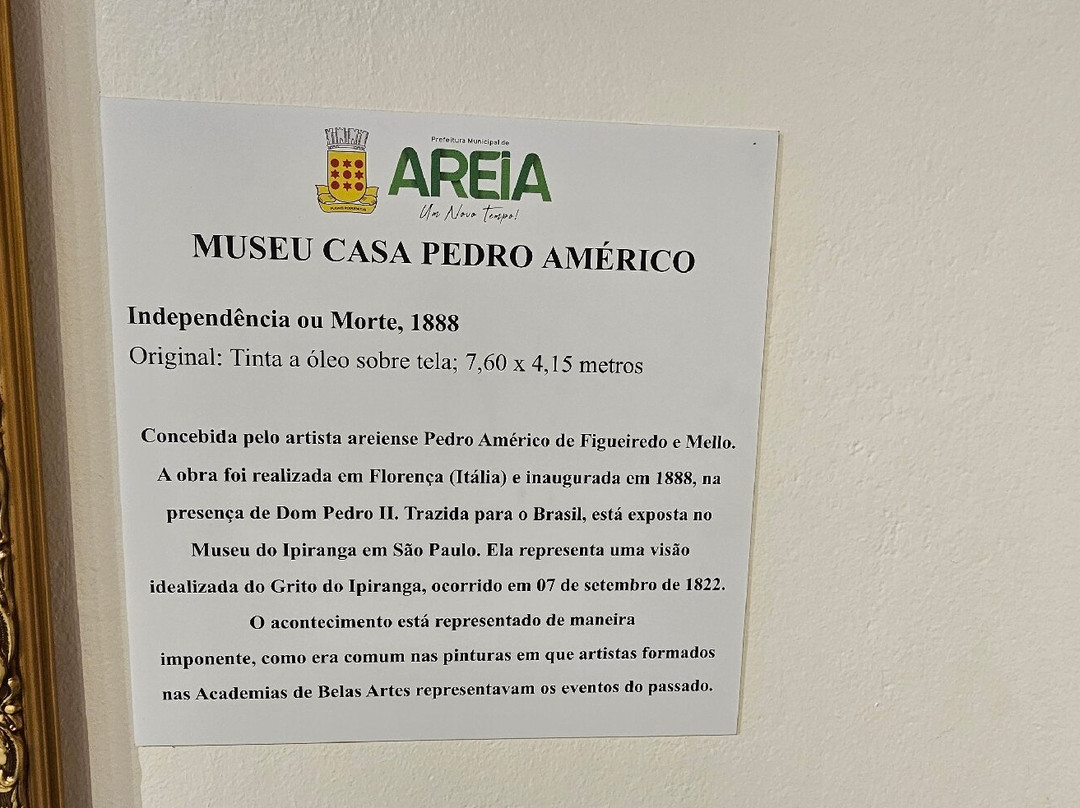 Prefeitura Municipal de
AREIA
Um Novo Tempo!
MUSEU CASA PEDRO AMÉRICO
Independência ou Morte, 1888
Original: Tinta a óleo sobre tela; 7,60 x 4,15 metros
Concebida pelo artista areiense Pedro Américo de Figueiredo e Mello.
A obra foi realizada em Florença (Itália) e inaugurada em 1888, na
presença de Dom Pedro II. Trazida para o Brasil, está exposta no
Museu do Ipiranga em São Paulo. Ela representa uma visão
idealizada do Grito do Ipiranga, ocorrido em 07 de setembro de 1822.
O acontecimento está representado de maneira
imponente, como era comum nas pinturas em que artistas formados
nas Academias de Belas Artes representavam os eventos do passado.